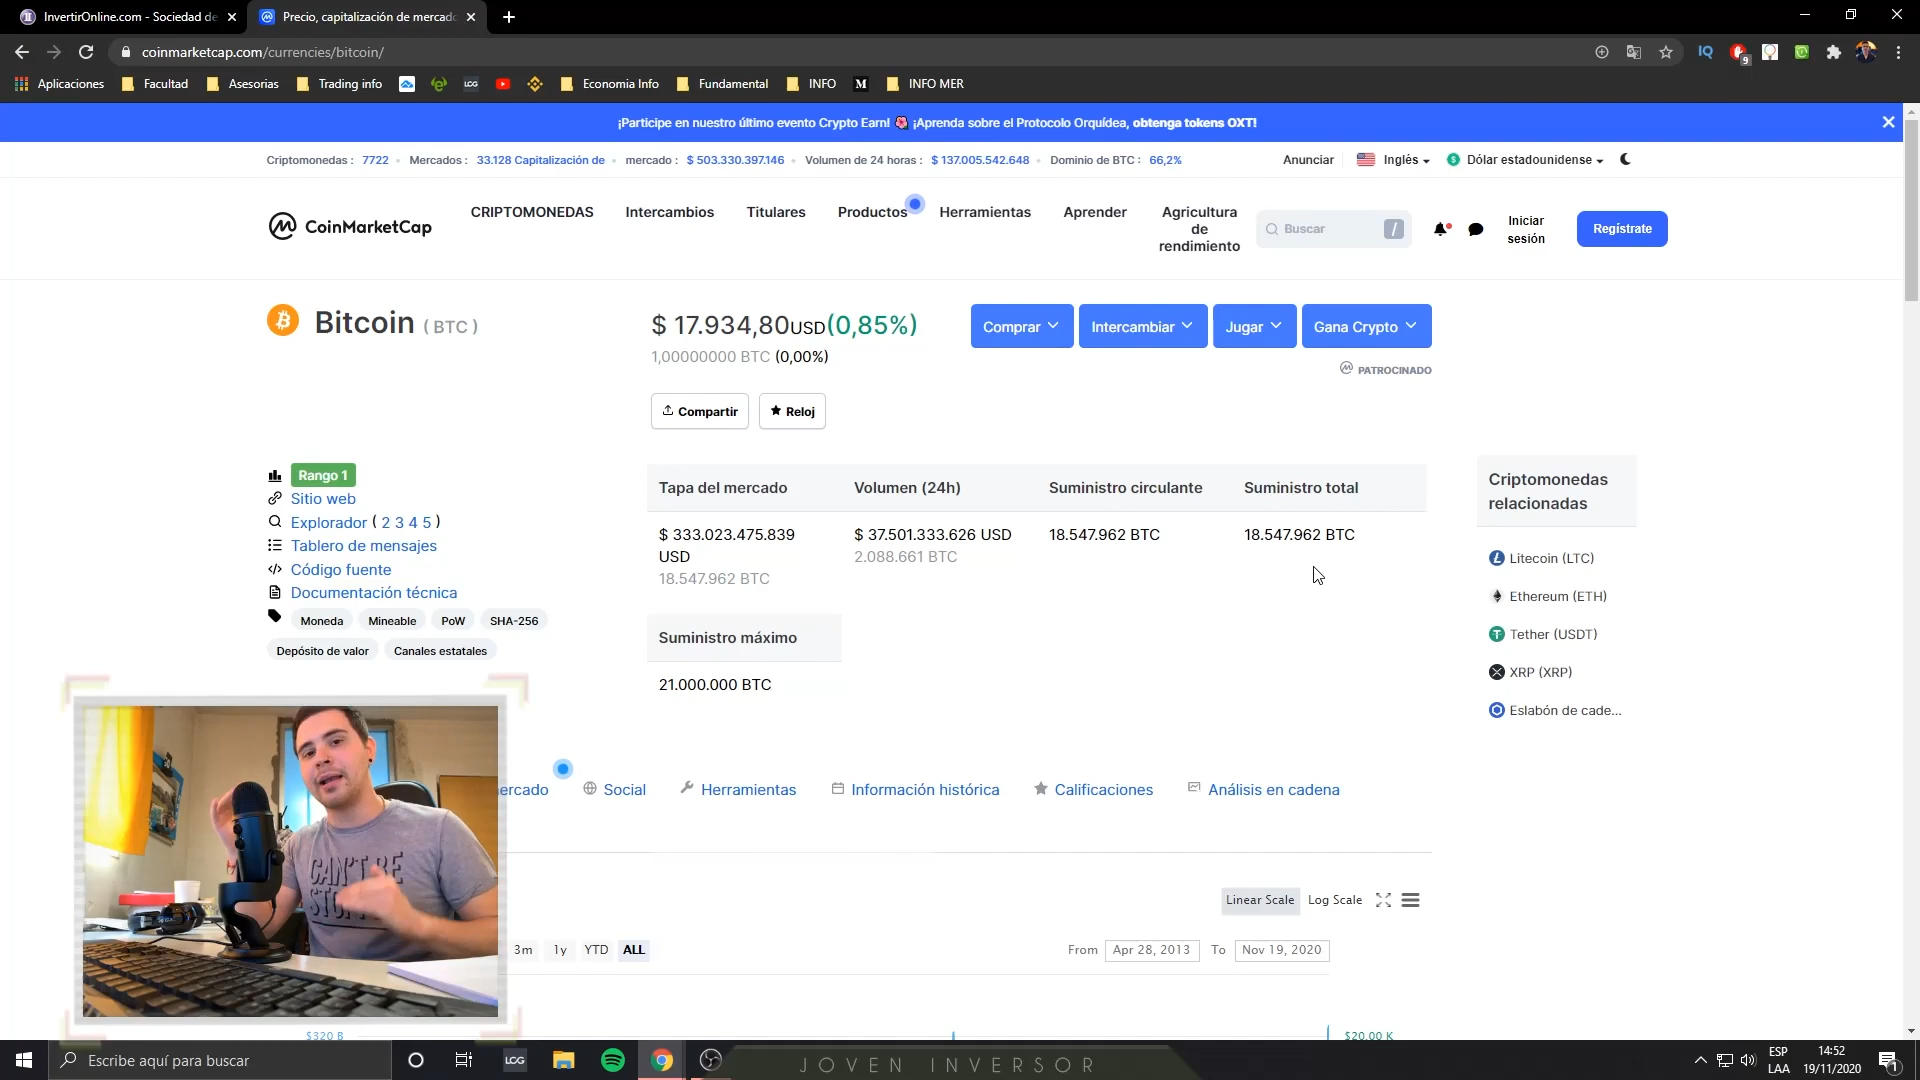 InvertirOnline.com - Sociedad de
Precio, capitalización de mercado
coinmarketcap.com/currencies/bitcoin/
IQ
9
Aplicaciones
Facultad
Asesorias
Trading info
LCG
Economia Info
Fundamental
INFO
M
INFO MER
¡Participe en nuestro último evento Crypto Earn! ¡Aprenda sobre el Protocolo Orquídea, obtenga tokens OXT!
Criptomonedas : 7722 Mercados : 33.128 Capitalización de mercado : $ 503.330.397.146 Volumen de 24 horas : $ 137.005.542.648 Dominio de BTC : 66,2%
Anunciar
Inglés
Dólar estadounidense
CoinMarketCap
CRIPTOMONEDAS
Intercambios
Titulares
Productos
Herramientas
Aprender
Agricultura
de
rendimiento
Buscar
/
Iniciar
sesión
Regístrate
Bitcoin ( BTC )
$ 17.934,80USD(0,85%)
1,00000000 BTC (0,00%)
Comprar
Intercambiar
Jugar
Gana Crypto
PATROCINADO
Compartir
Reloj
Rango 1
Sitio web
Explorador ( 2 3 4 5 )
Tablero de mensajes
Código fuente
Documentación técnica
Moneda
Mineable
PoW
SHA-256
Depósito de valor
Canales estatales
Tapa del mercado
$ 333.023.475.839
USD
18.547.962 BTC
Volumen (24h)
$ 37.501.333.626 USD
2.088.661 BTC
Suministro circulante
18.547.962 BTC
Suministro total
18.547.962 BTC
Suministro máximo
21.000.000 BTC
Criptomonedas
relacionadas
Litecoin (LTC)
Ethereum (ETH)
Tether (USDT)
XRP (XRP)
Eslabón de cade...
ercado
Social
Herramientas
Información histórica
Calificaciones
Análisis en cadena
Linear Scale
Log Scale
3m
1y
YTD
ALL
From Apr 28, 2013 To Nov 19, 2020
$320 B
$20.00 K
CAN'T BE
Escribe aquí para buscar
LCG
JOVEN INVERSOR
ESP
LAA
14:52
19/11/2020
1